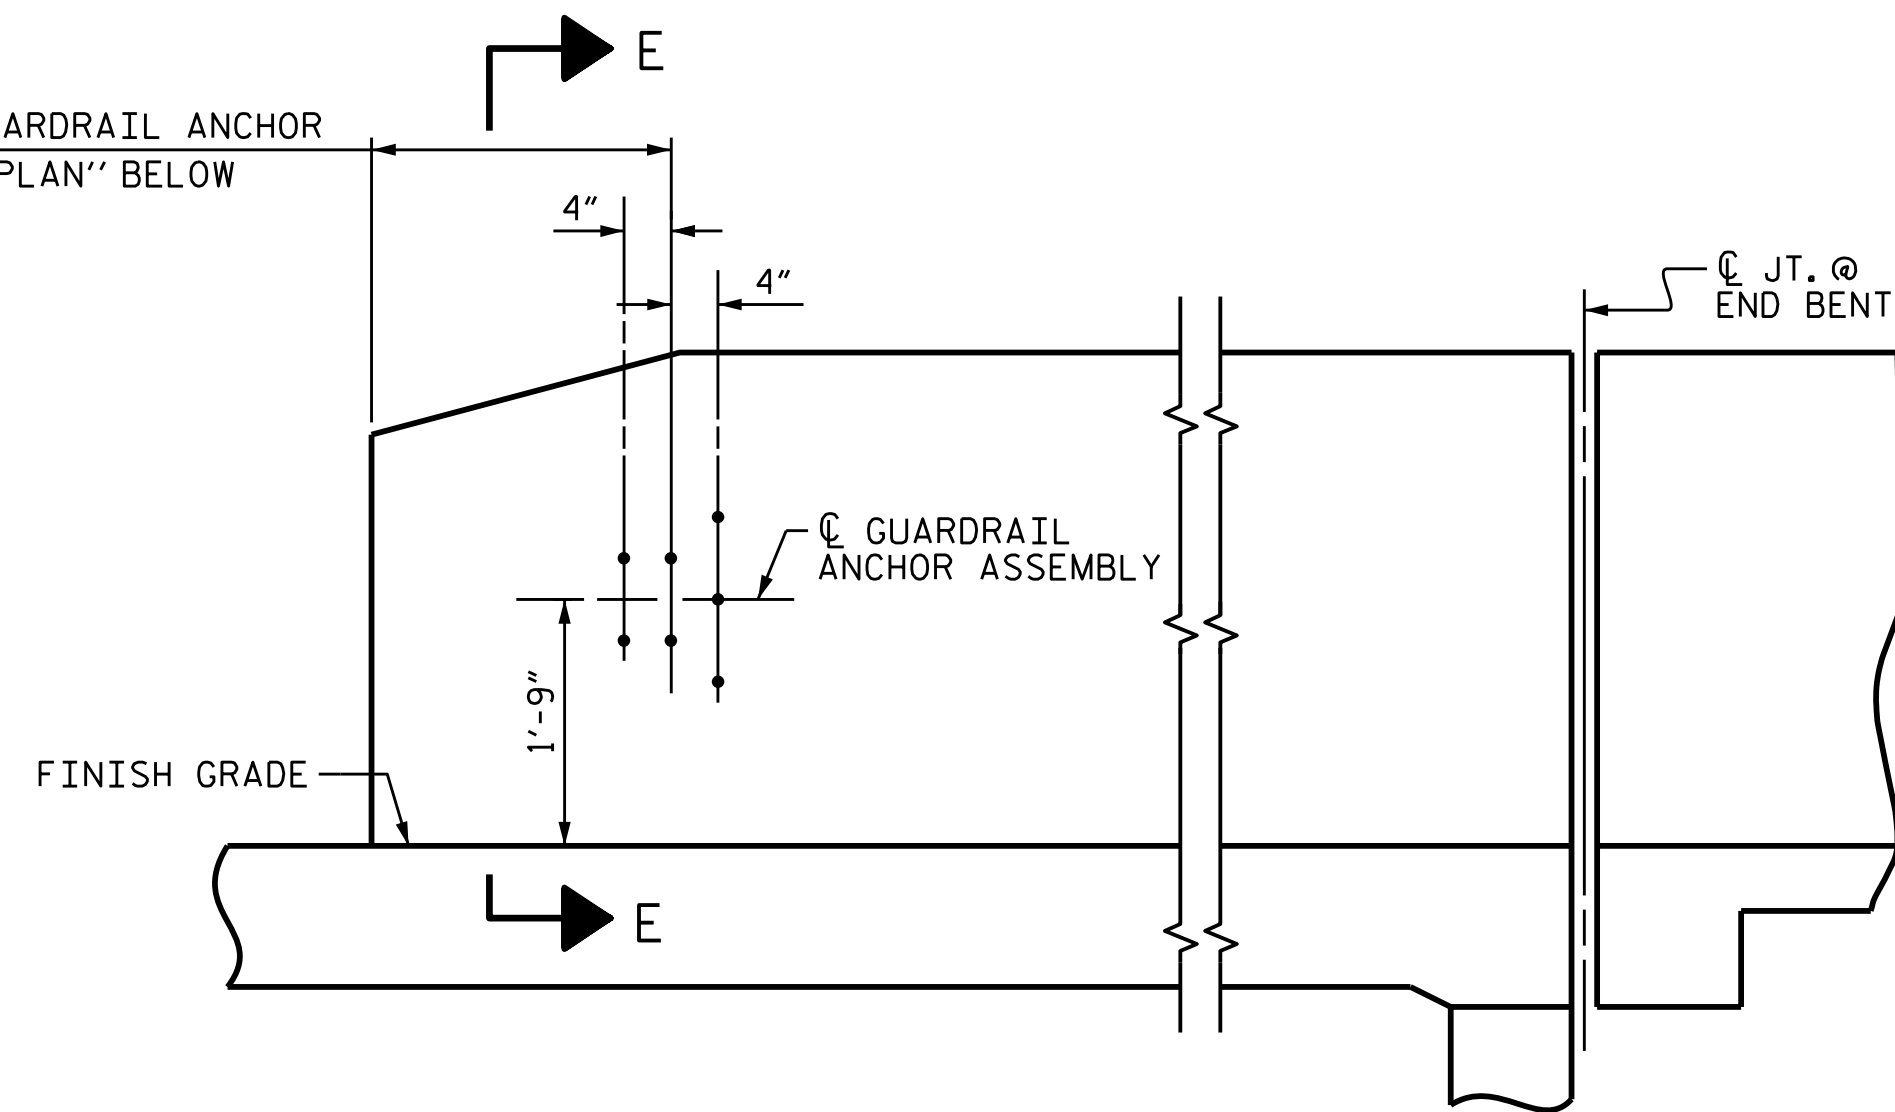 E
ARDRAIL ANCHOR
PLAN" BELOW
4"
4"
℄ JT. @
END BENT
℄ GUARDRAIL
ANCHOR ASSEMBLY
1'-9"
FINISH GRADE
E